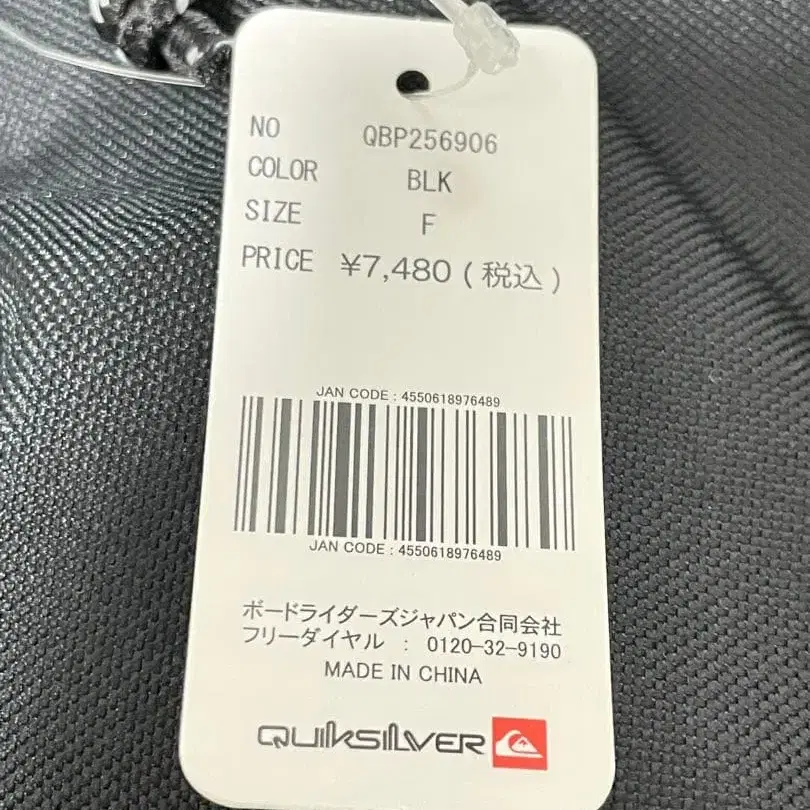 NO QBP256906
COLOR BLK
SIZE F
PRICE ¥7,480(税込)
JAN CODE : 4550618976489
JAN CODE : 4550618976489
ボードライダーズジャパン合同会社
フリーダイヤル : 0120-32-9190
MADE IN CHINA
QUIKSILVER